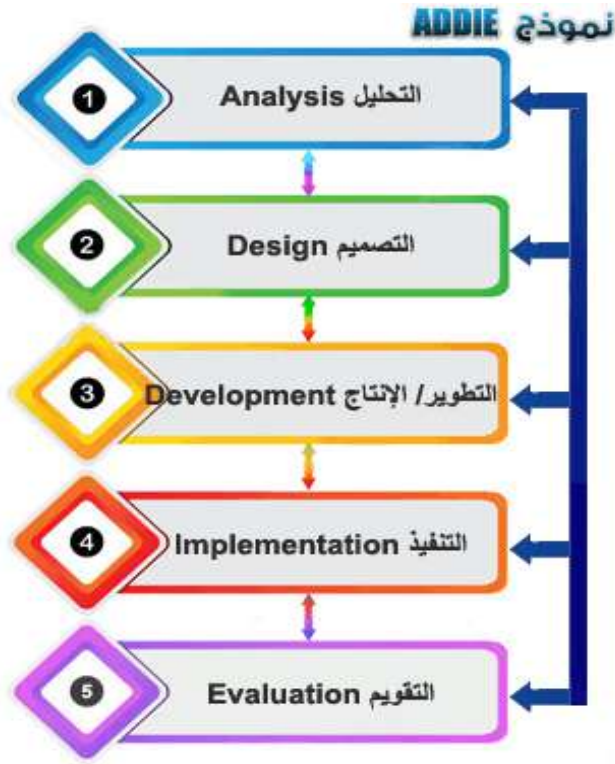 نموذج ADDIE
1
التحليل Analysis
2
التصميم Design
3
التطوير/ الإنتاج Development
4
التنفيذ Implementation
5
التقويم Evaluation